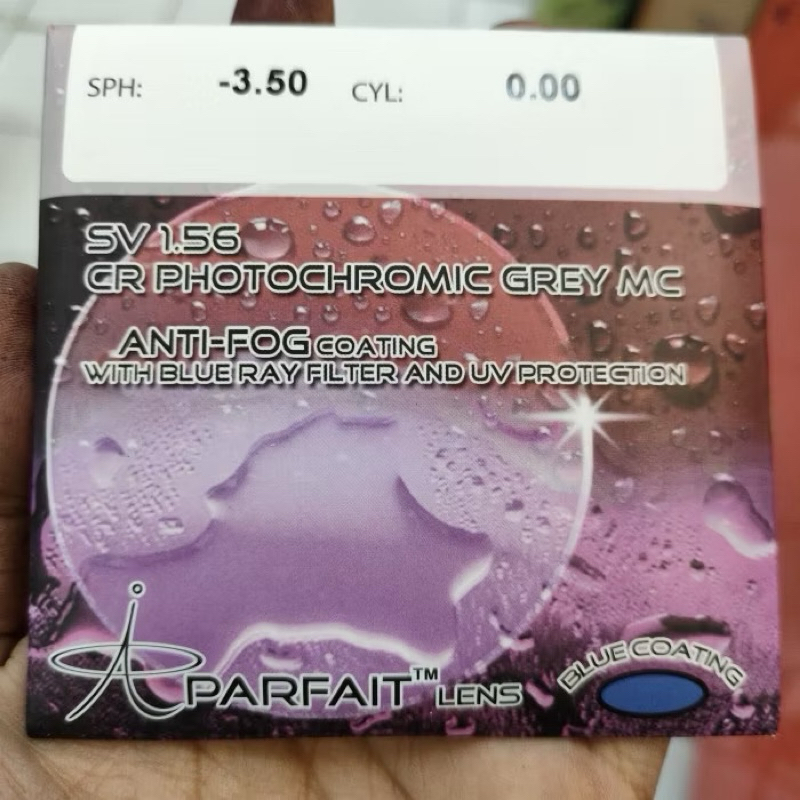 SPH: -3.50 CYL: 0.00
SV 1.56
CR PHOTOCHROMIC GREY MC
ANTI-FOG COATING
WITH BLUE RAY FILTER AND UV PROTECTION
PARFAIT™ LENS
BLUE COATING